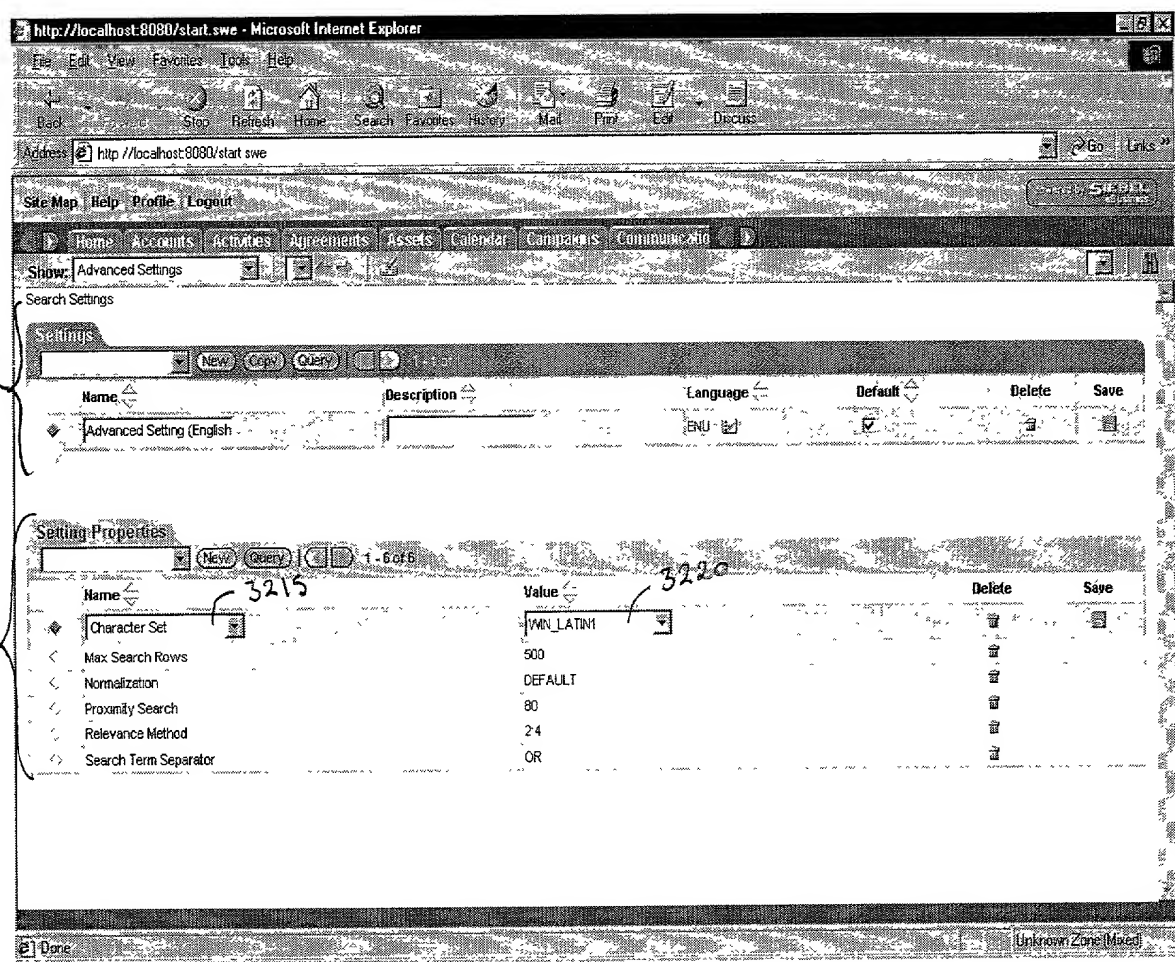 http://localhost:8080/start.swe - Microsoft Internet Explorer
File Edit View Favorites Tools Help
Back Stop Refresh Home Search Favorites History Mail Print Edit Discuss
Address http //localhost:8080/start swe Go Links »
Site Map Help Profile Logout SIEBEL
Home Accounts Activities Agreements Assets Calendar Campaigns Communicatio
Show: Advanced Settings
Search Settings
Settings
New Copy Query
Name Description Language Default Delete Save
Advanced Setting (English ENU
Setting Properties
New Query 1 - 6 of 6
3215 3220
Name Value Delete Save
Character Set WIN_LATIN1
Max Search Rows 500
Normalization DEFAULT
Proximity Search 80
Relevance Method 2:4
Search Term Separator OR
Done Unknown Zone (Mixed)